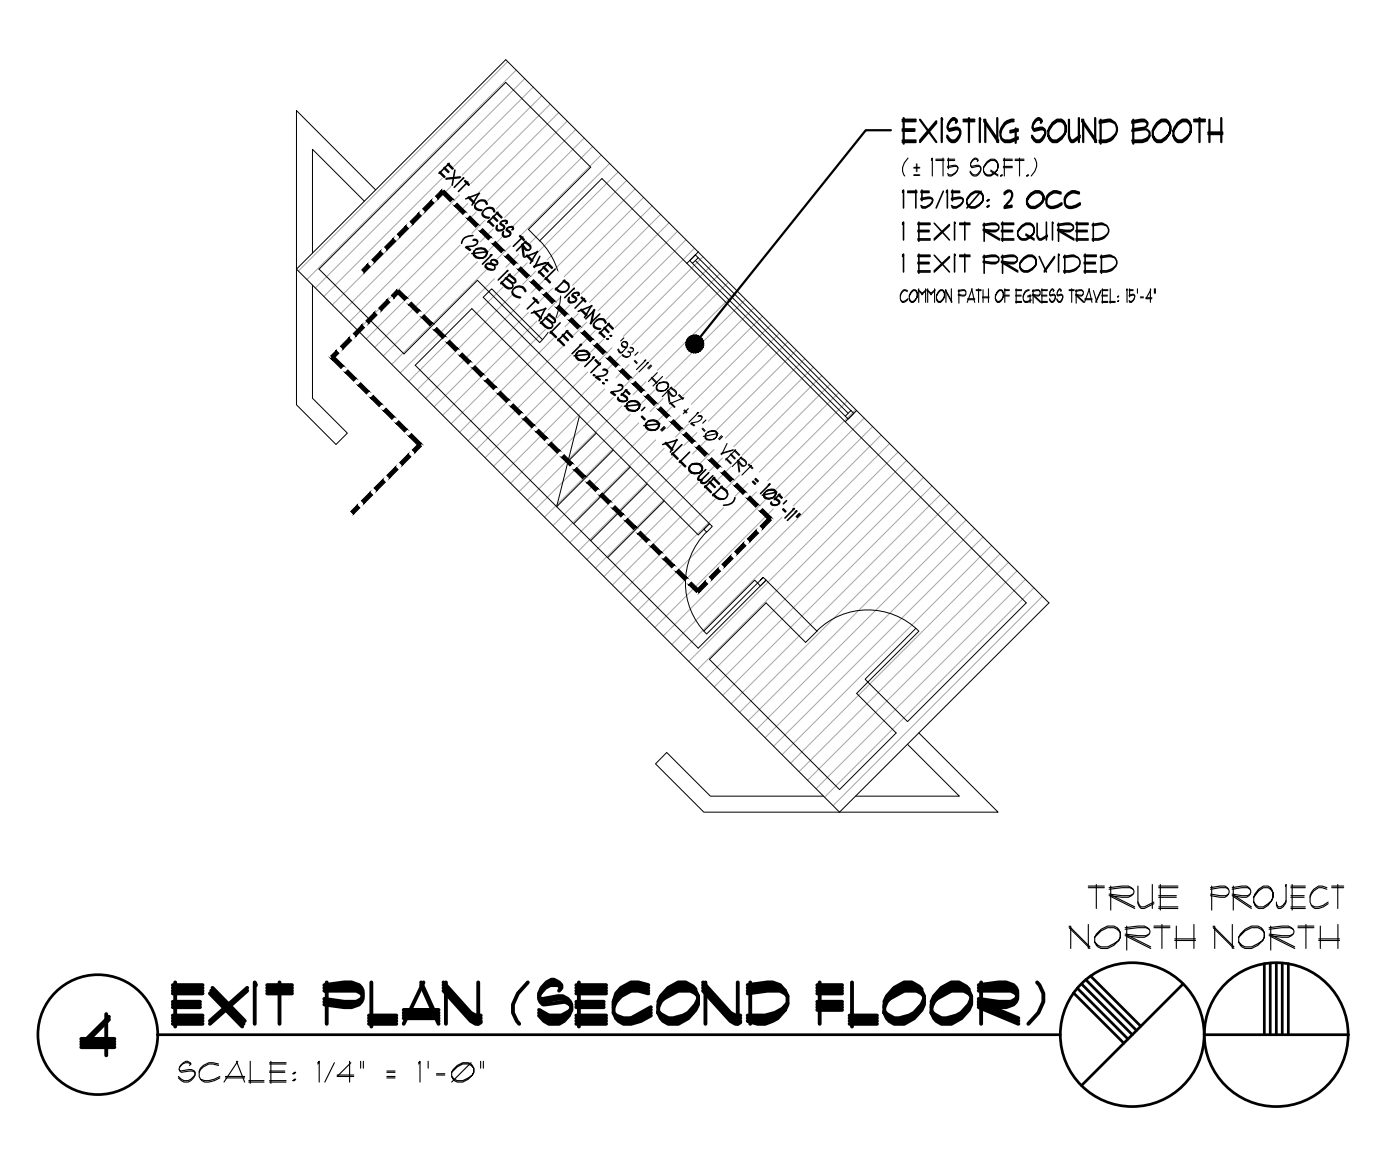 EXISTING SOUND BOOTH
(± 175 SQ.FT.)
175/150: 2 OCC
1 EXIT REQUIRED
1 EXIT PROVIDED
COMMON PATH OF EGRESS TRAVEL: 15'-4"
EXIT ACCESS TRAVEL DISTANCE: '93'-11" HORZ + 12'-0" VERT = 105'-11"
(2018 IBC TABLE 1017.2: 250'-0" ALLOWED)
TRUE NORTH
PROJECT NORTH
4
EXIT PLAN (SECOND FLOOR)
SCALE: 1/4" = 1'-0"